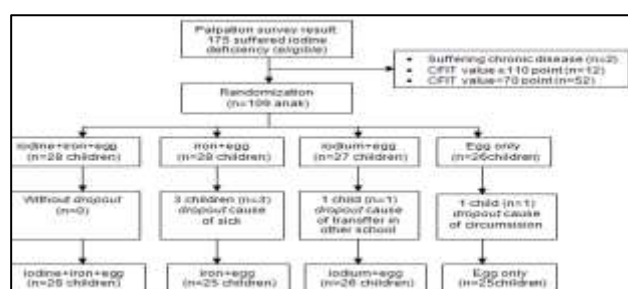 Palpation survey result
175 suffered iodine
deficiency (eligible)
• Suffering chronic disease (n=2)
• CFIT value ≥110 point (n=12)
• CFIT value<70 point (n=52)
Randomization
(n=109 anak)
iodine+iron+egg
(n=28 children)
iron+egg
(n=28 children)
iodium+egg
(n=27 children)
Egg only
(n=26children)
Without dropout
(n=0)
3 children (n=3)
dropout cause
of sick
1 child (n=1)
dropout cause
of transffer in
other school
1 child (n=1)
dropout cause
of circumsision
iodine+iron+egg
(n=28 children)
iron+egg
(n=25 children)
iodium+egg
(n=26 children)
Egg only
(n=25children)